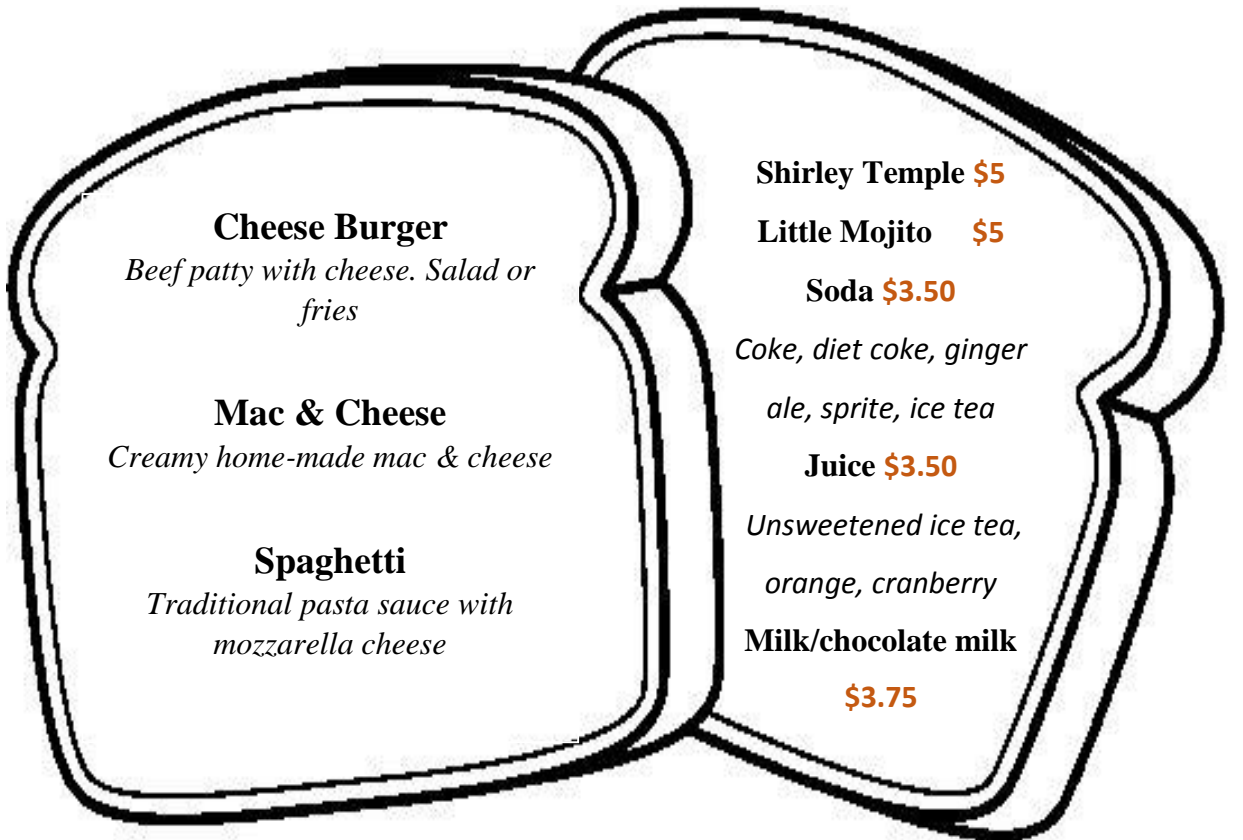 Cheese Burger
Beef patty with cheese. Salad or
fries
Mac & Cheese
Creamy home-made mac & cheese
Spaghetti
Traditional pasta sauce with
mozzarella cheese
Shirley Temple $5
Little Mojito $5
Soda $3.50
Coke, diet coke, ginger
ale, sprite, ice tea
Juice $3.50
Unsweetened ice tea,
orange, cranberry
Milk/chocolate milk
$3.75